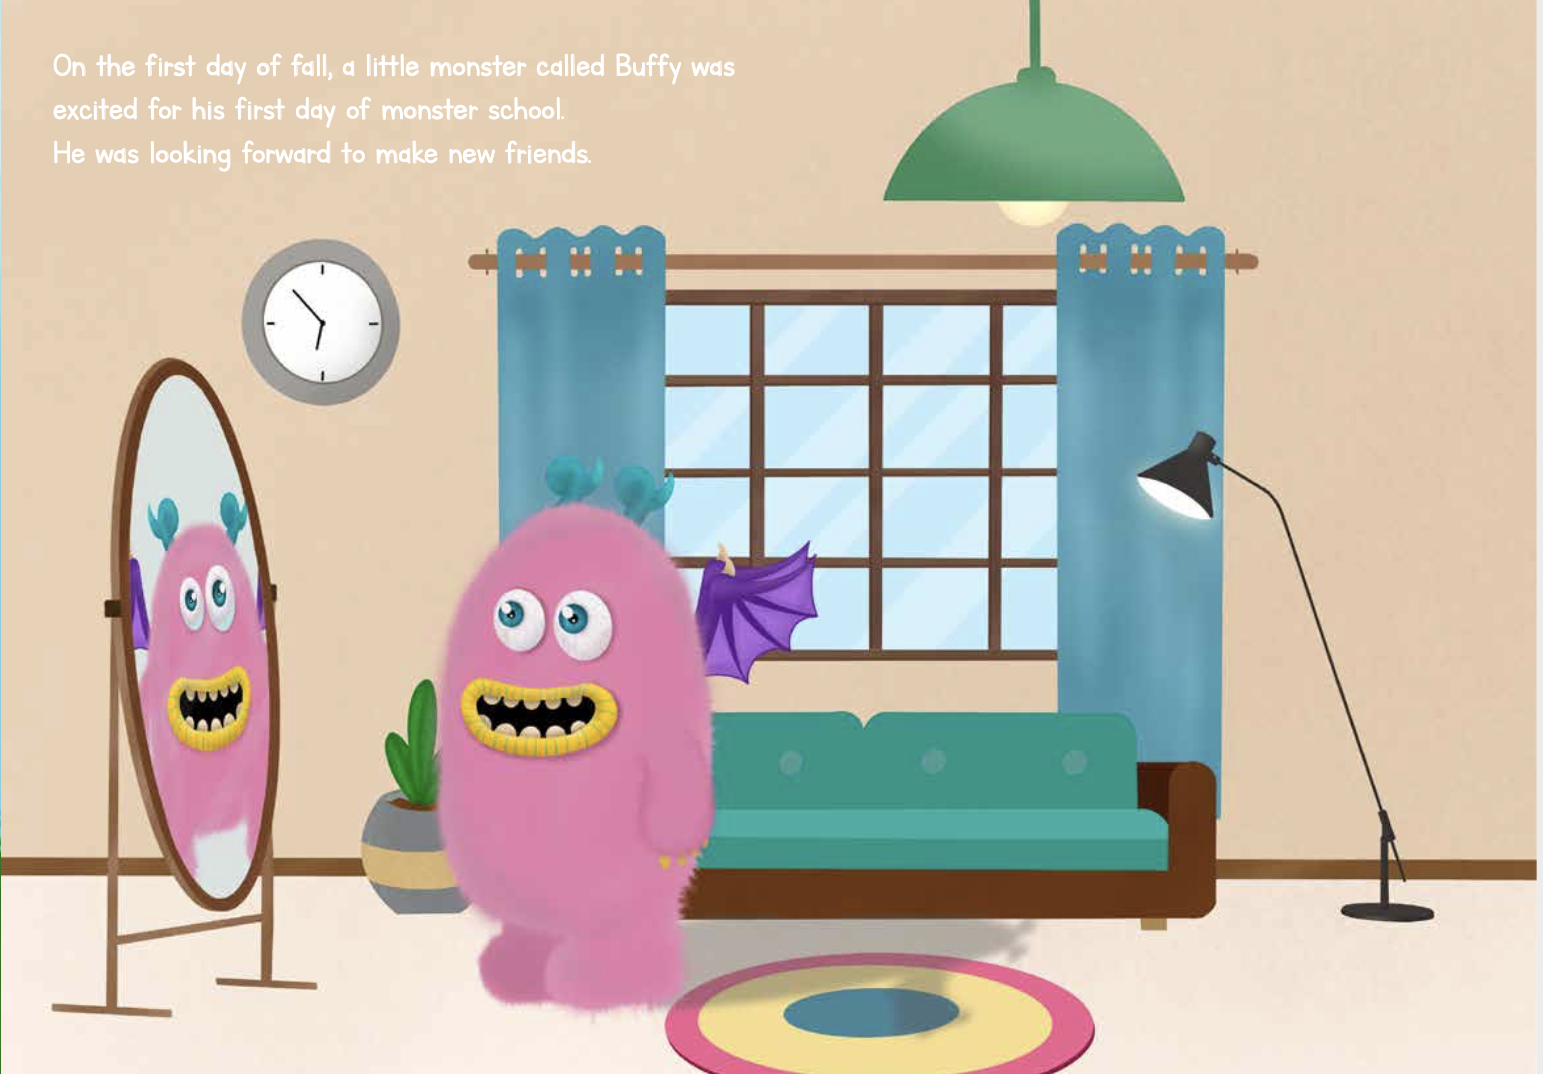 On the first day of fall, a little monster called Buffy was
excited for his first day of monster school.
He was looking forward to make new friends.